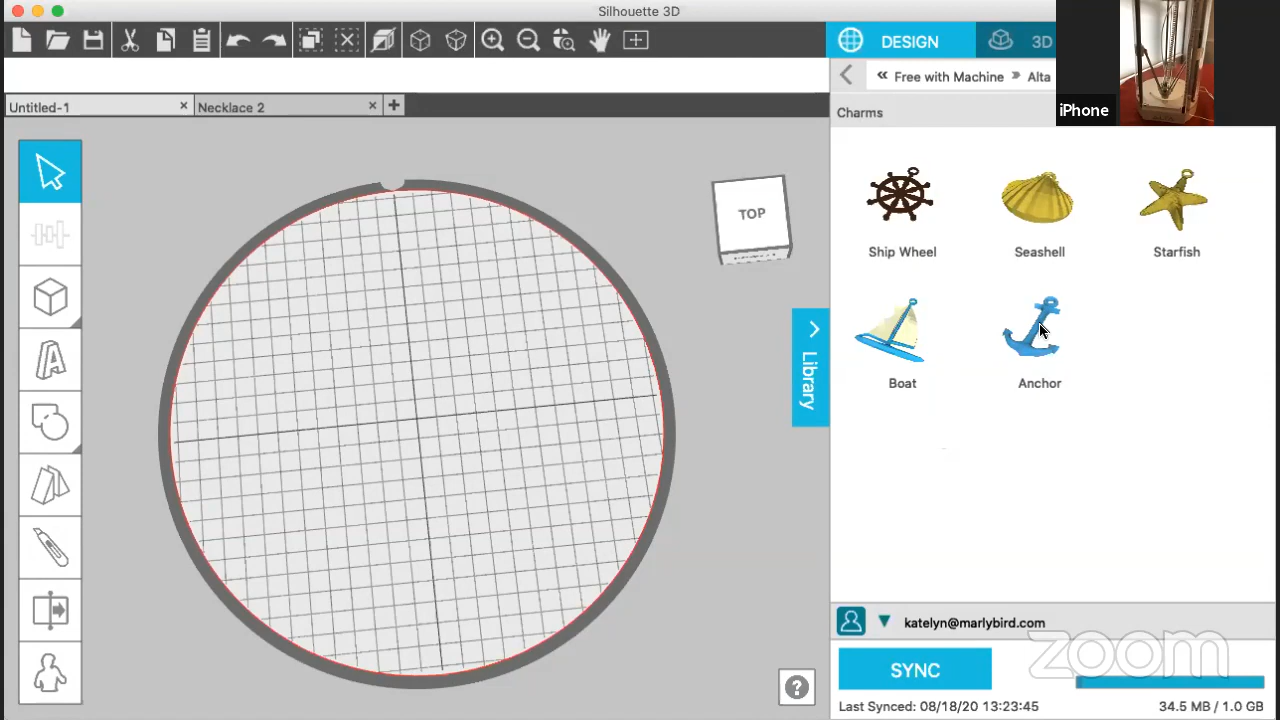 Silhouette 3D
DESIGN
3D
« Free with Machine » Alta
iPhone
Untitled-1 ×
Necklace 2 ×
Charms
TOP
Ship Wheel
Seashell
Starfish
Library
Boat
Anchor
katelyn@marlybird.com
zoom
SYNC
?
Last Synced: 08/18/20 13:23:45
34.5 MB / 1.0 GB